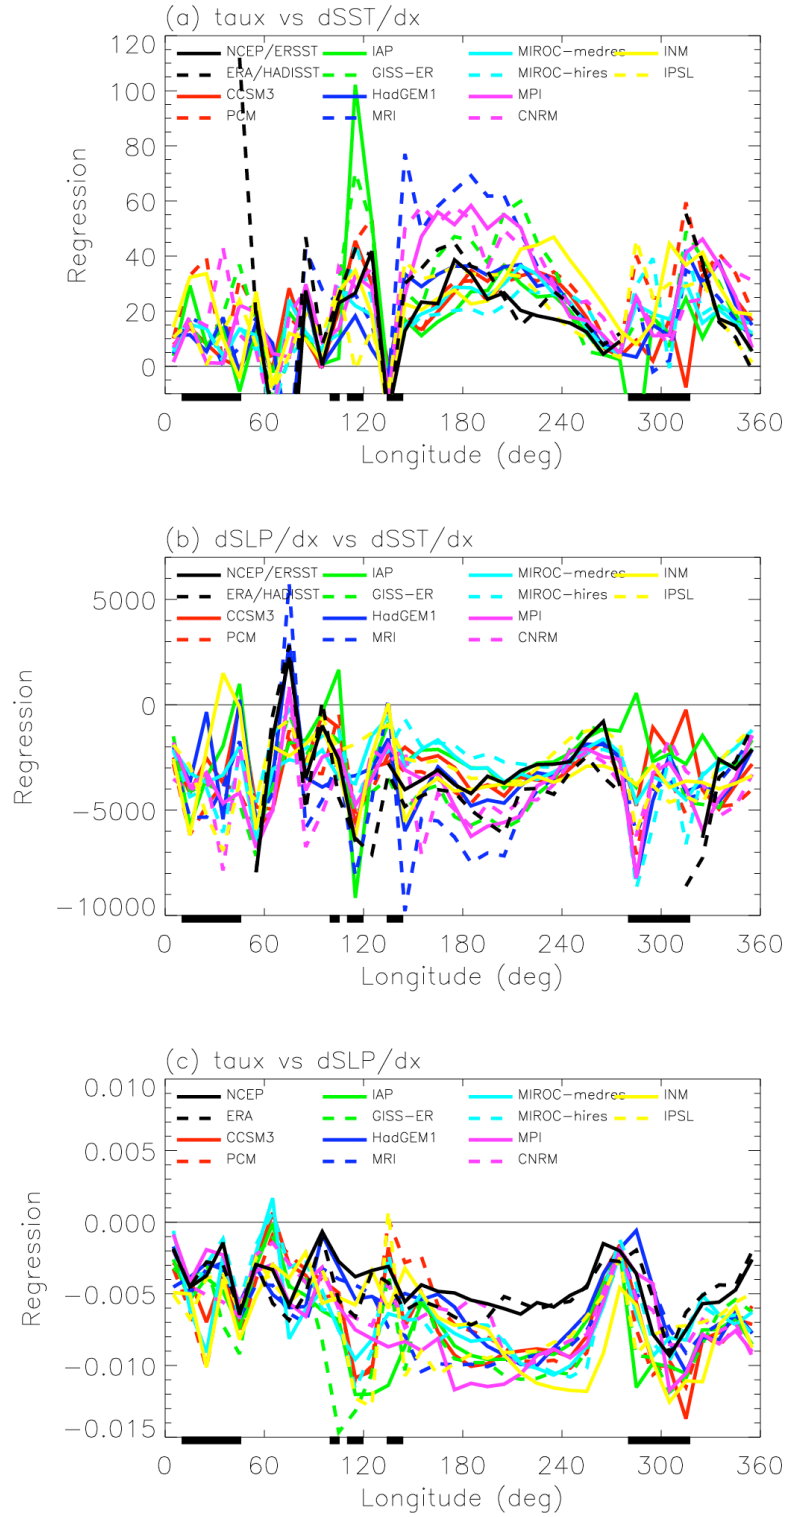 (a) taux vs dSST/dx
120
100
80
60
40
20
0
Regression
NCEP/ERSST IAP MIROC-medres INM
ERA/HADISST GISS-ER MIROC-hires IPSL
CCSM3 HadGEM1 MPI
PCM MRI CNRM
0 60 120 180 240 300 360
Longitude (deg)
(b) dSLP/dx vs dSST/dx
5000
0
-5000
-10000
Regression
NCEP/ERSST IAP MIROC-medres INM
ERA/HADISST GISS-ER MIROC-hires IPSL
CCSM3 HadGEM1 MPI
PCM MRI CNRM
0 60 120 180 240 300 360
Longitude (deg)
(c) taux vs dSLP/dx
0.010
0.005
0.000
-0.005
-0.010
-0.015
Regression
NCEP IAP MIROC-medres INM
ERA GISS-ER MIROC-hires IPSL
CCSM3 HadGEM1 MPI
PCM MRI CNRM
0 60 120 180 240 300 360
Longitude (deg)